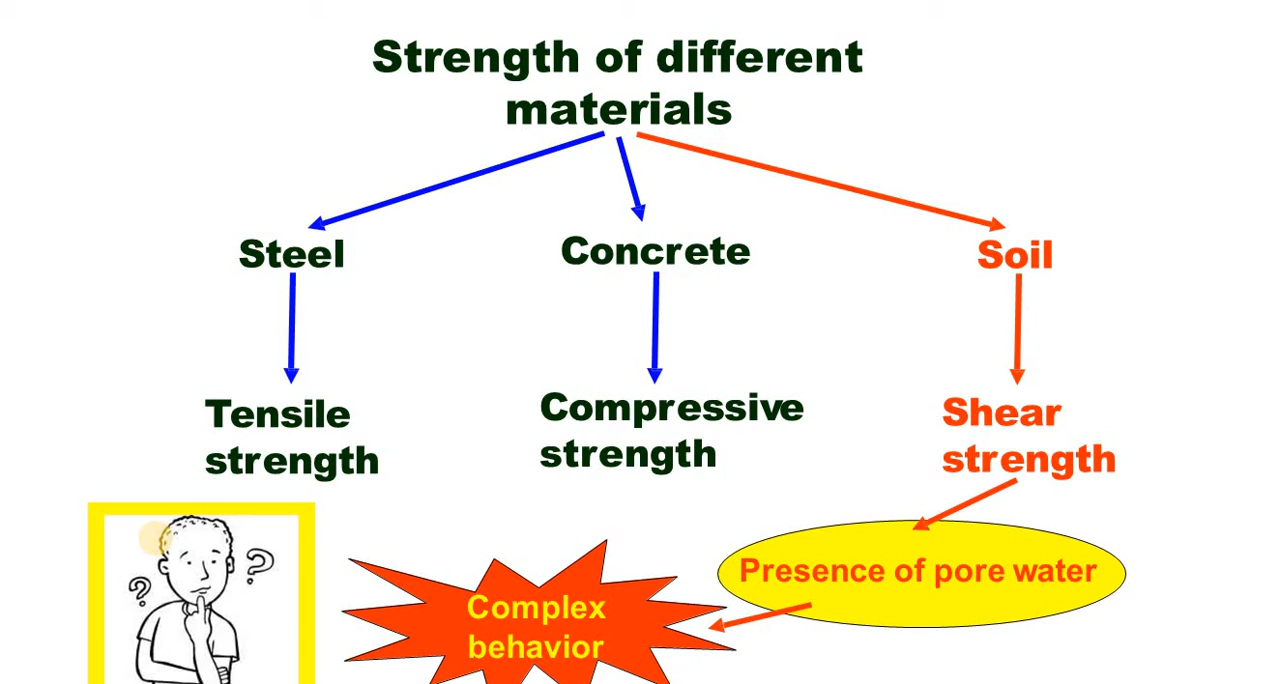 Strength of different
materials
Steel
Concrete
Soil
Tensile
strength
Compressive
strength
Shear
strength
Presence of pore water
Complex
behavior
? ?